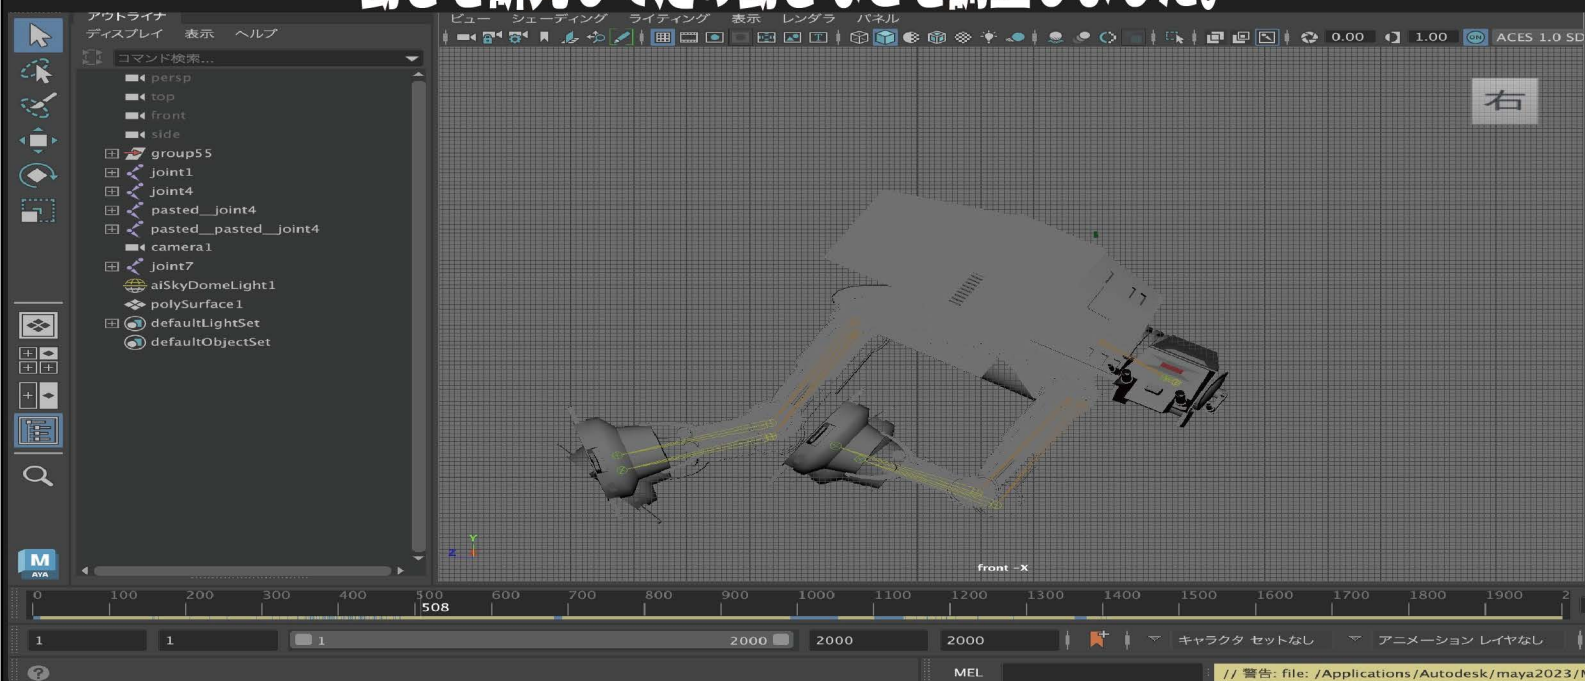 アウトライナ
ディスプレイ 表示 ヘルプ
コマンド検索...
persp
top
front
side
group55
joint1
joint4
pasted__joint4
pasted__pasted__joint4
camera1
joint7
aiSkyDomeLight1
polySurface1
defaultLightSet
defaultObjectSet
ビュー シェーディング ライティング 表示 レンダラ パネル
0.00 1.00 ON ACES 1.0 SD
右
Y
Z
front -X
M
AYA
0 100 200 300 400 500 600 700 800 900 1000 1100 1200 1300 1400 1500 1600 1700 1800 1900 2
508
1 1 1 2000 2000 2000 キャラクタ セットなし アニメーション レイヤなし
MEL // 警告: file: /Applications/Autodesk/maya2023/M